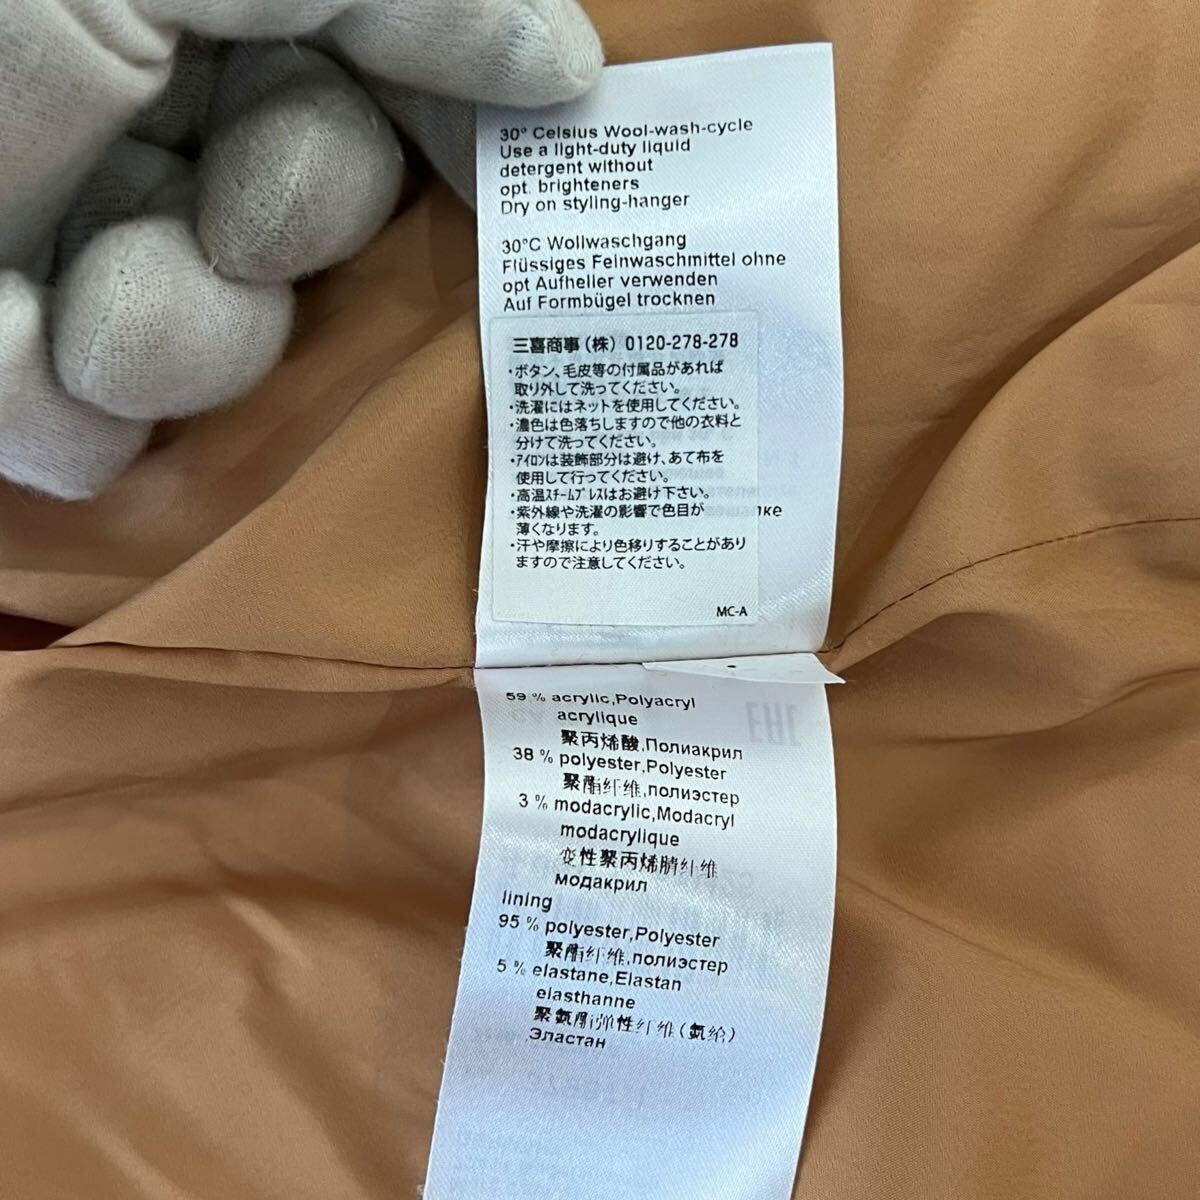 30° Celsius Wool-wash-cycle
Use a light-duty liquid
detergent without
opt. brighteners
Dry on styling-hanger
30°C Wollwaschgang
Flüssiges Feinwaschmittel ohne
opt Aufheller verwenden
Auf Formbügel trocknen
三喜商事(株) 0120-278-278
・ボタン、毛皮等の付属品があれば
取り外して洗ってください。
・洗濯にはネットを使用してください。
・濃色は色落ちしますので他の衣料と
分けて洗ってください。
・アイロンは装飾部分は避け、あて布を
使用して行ってください。
・高温スチームプレスはお避け下さい。
・紫外線や洗濯の影響で色目が
薄くなります。
・汗や摩擦により色移りすることがあり
ますので注意してください。
MC-A
59 % acrylic,Polyacryl
acrylique
聚丙烯酸,Полиакрил
38 % polyester,Polyester
聚酯纤维,полиэстер
3 % modacrylic,Modacryl
modacrylique
变性聚丙烯腈纤维
модакрил
lining
95 % polyester,Polyester
聚酯纤维,полиэстер
5 % elastane,Elastan
elasthanne
聚氨酯弹性纤维(氨纶)
Эластан